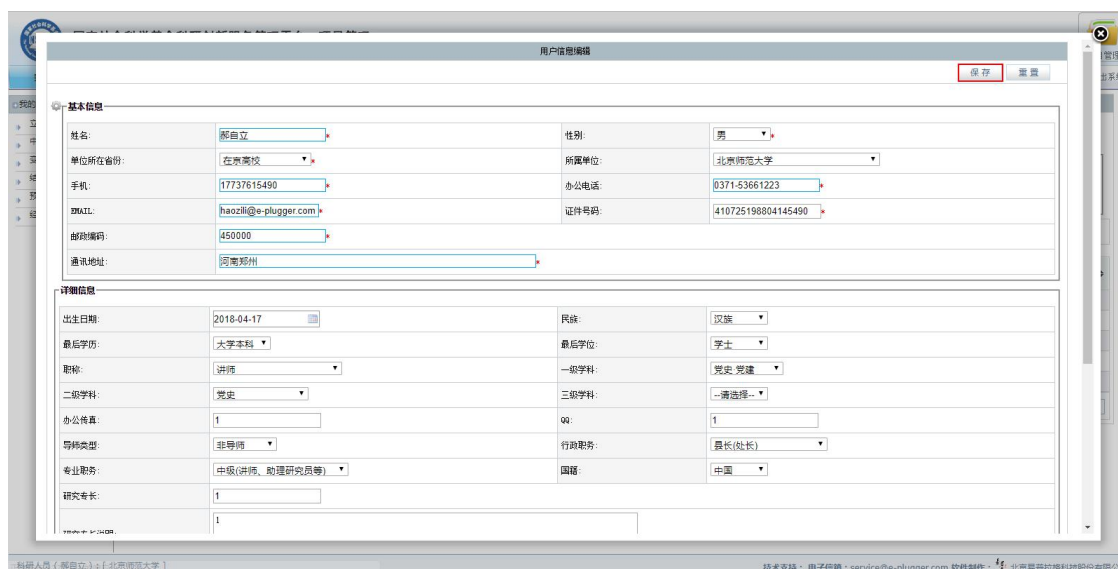 用户信息编辑
保存 重置
基本信息
姓名: 郝自立 * 性别: 男 *
单位所在省份: 在京高校 * 所属单位: 北京师范大学
手机: 17737615490 * 办公电话: 0371-53661223 *
EMAIL: haozili@e-plugger.com * 证件号码: 410725198804145490 *
邮政编码: 450000 *
通讯地址: 河南郑州 *
详细信息
出生日期: 2018-04-17 民族: 汉族
最后学历: 大学本科 最后学位: 学士
职称: 讲师 一级学科: 党史 党建
二级学科: 党史 三级学科: --请选择--
办公传真: 1 QQ: 1
导师类型: 非导师 行政职务: 县长(处长)
专业职务: 中级(讲师、助理研究员等) 国籍: 中国
研究专长: 1
1
科研人员 ( 郝自立 ) : [ 北京师范大学 ] 技术支持: 电子信箱:service@e-plugger.com 软件制作: